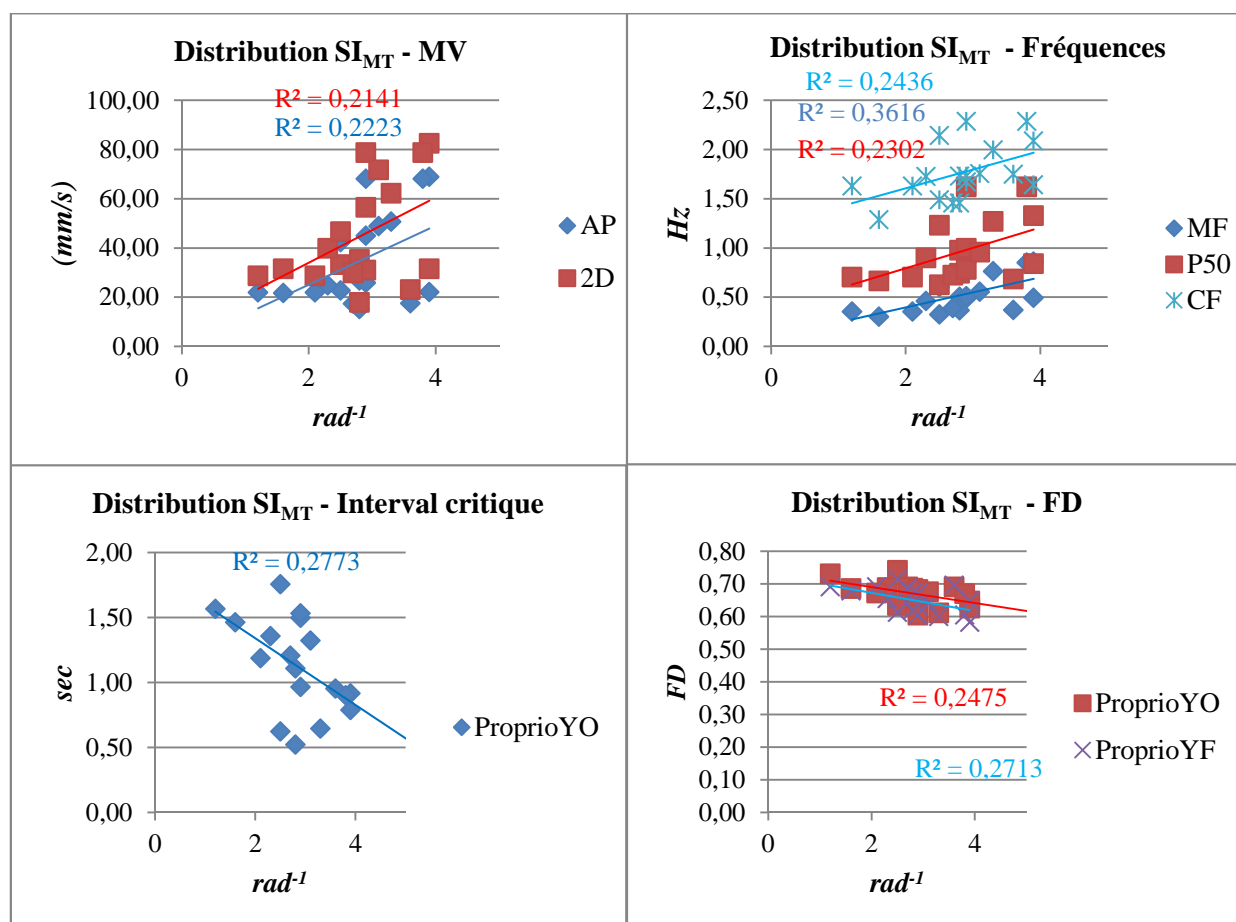 Distribution SI_MT - MV
R² = 0,2141
R² = 0,2223
100,00
80,00
60,00
40,00
20,00
0,00
(mm/s)
0 2 4
rad⁻¹
AP
2D
Distribution SI_MT - Fréquences
R² = 0,2436
R² = 0,3616
R² = 0,2302
2,50
2,00
1,50
1,00
0,50
0,00
Hz
0 2 4
rad⁻¹
MF
P50
CF
Distribution SI_MT - Interval critique
R² = 0,2773
2,00
1,50
1,00
0,50
0,00
sec
0 2 4
rad⁻¹
ProprioYO
Distribution SI_MT - FD
0,80
0,70
0,60
0,50
0,40
0,30
0,20
0,10
0,00
FD
R² = 0,2475
R² = 0,2713
0 2 4
rad⁻¹
ProprioYO
ProprioYF